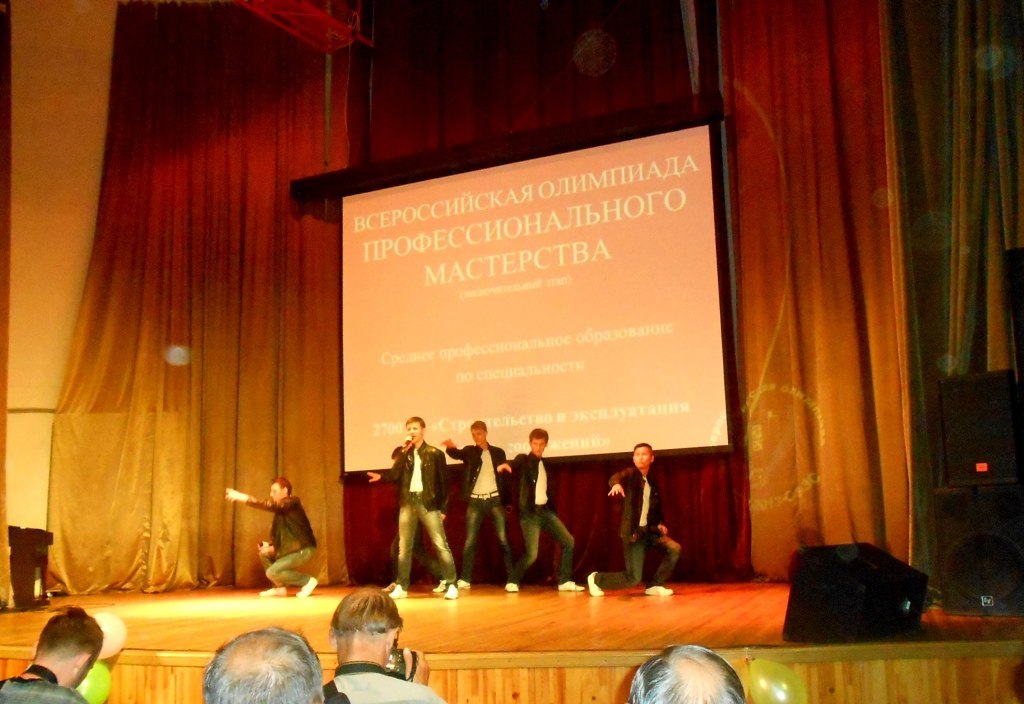 ВСЕРОССИЙСКАЯ ОЛИМПИАДА
ПРОФЕССИОНАЛЬНОГО
МАСТЕРСТВА
(заключительный этап)
Среднее профессиональное образование
по специальности
«Строительство и эксплуатация